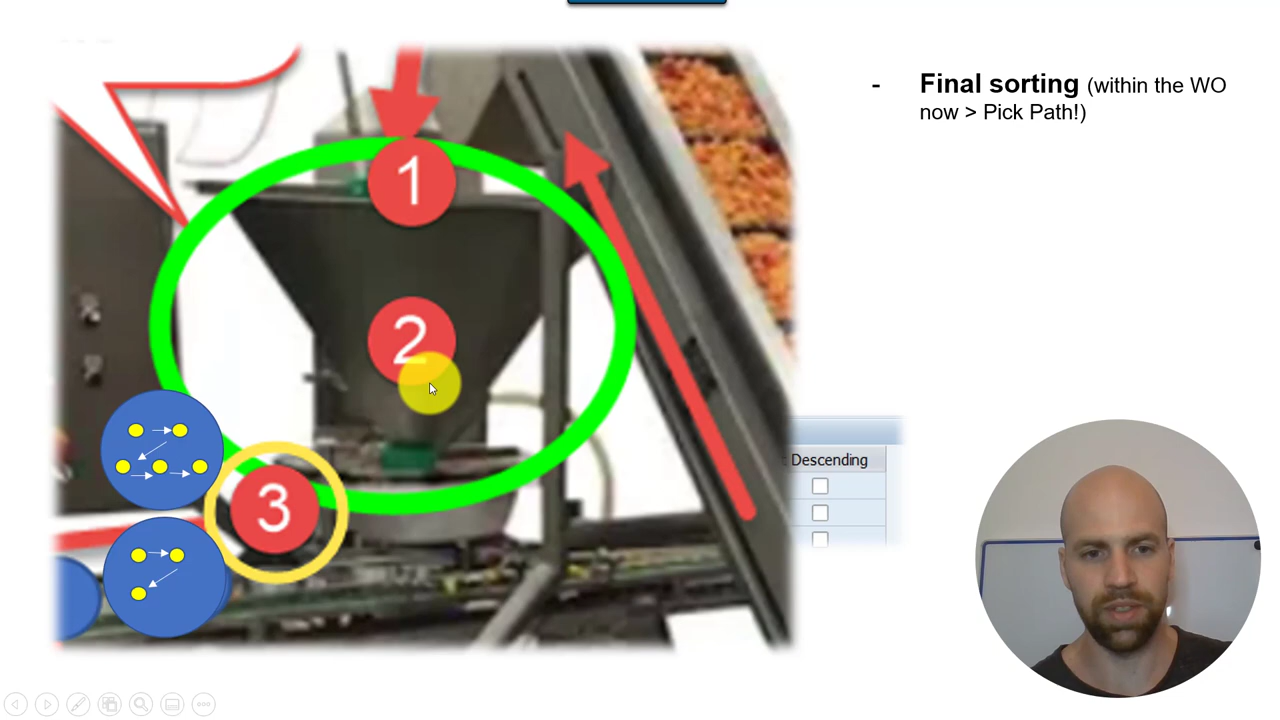 - Final sorting (within the WO
now > Pick Path!)
1
2
3
Descending